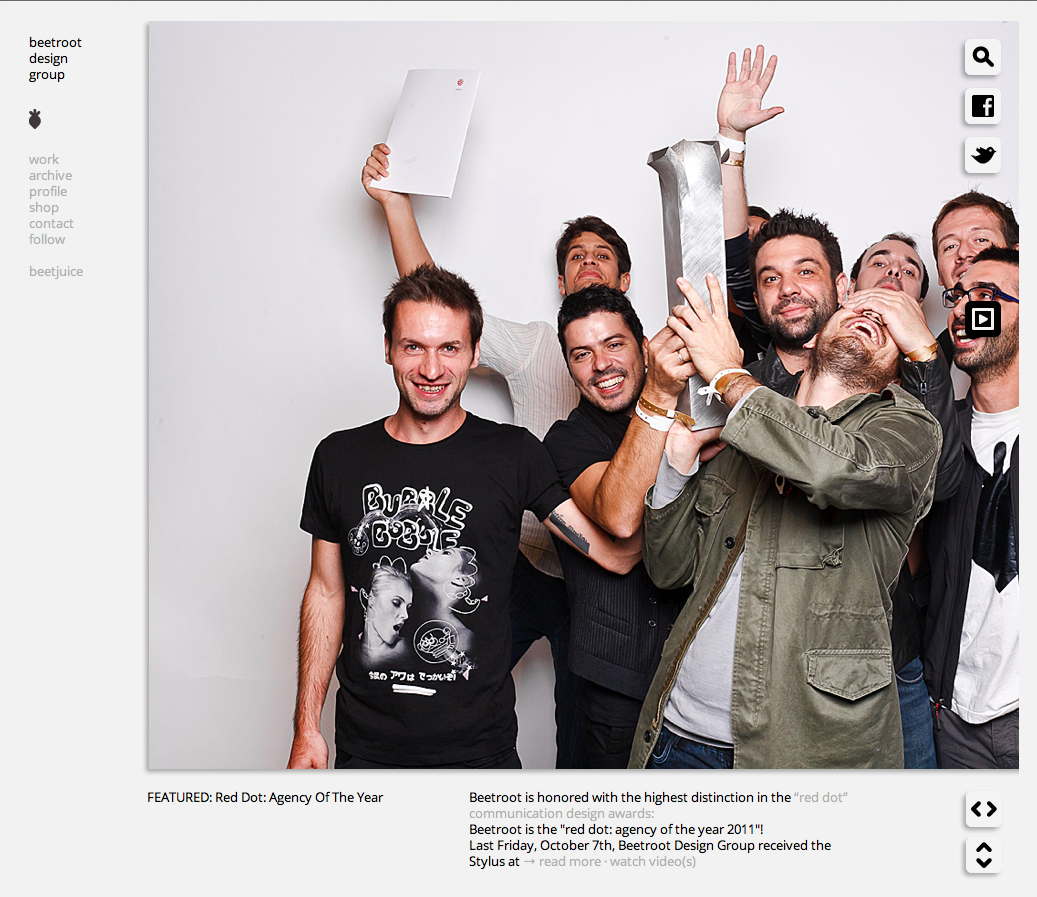 beetroot
design
group
work
archive
profile
shop
contact
follow
beetjuice
BUBBLE
BOBBLE
FEATURED: Red Dot: Agency Of The Year
Beetroot is honored with the highest distinction in the “red dot”
communication design awards:
Beetroot is the "red dot: agency of the year 2011"!
Last Friday, October 7th, Beetroot Design Group received the
Stylus at → read more · watch video(s)